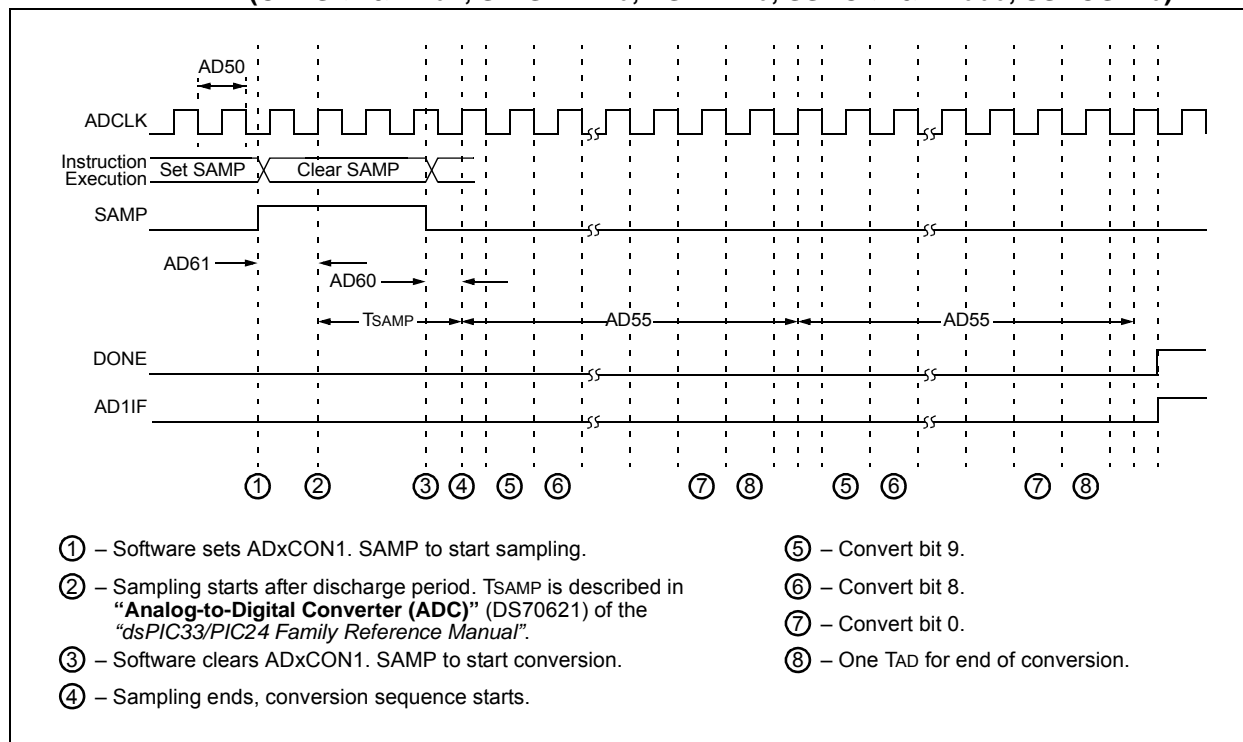 AD50
ADCLK
Instruction
Execution
Set SAMP
Clear SAMP
SAMP
AD61
AD60
TSAMP
AD55
AD55
DONE
AD1IF
1 2 3 4 5 6 7 8 5 6 7 8
1 – Software sets ADxCON1. SAMP to start sampling.
2 – Sampling starts after discharge period. TSAMP is described in
“Analog-to-Digital Converter (ADC)” (DS70621) of the
“dsPIC33/PIC24 Family Reference Manual”.
3 – Software clears ADxCON1. SAMP to start conversion.
4 – Sampling ends, conversion sequence starts.
5 – Convert bit 9.
6 – Convert bit 8.
7 – Convert bit 0.
8 – One TAD for end of conversion.